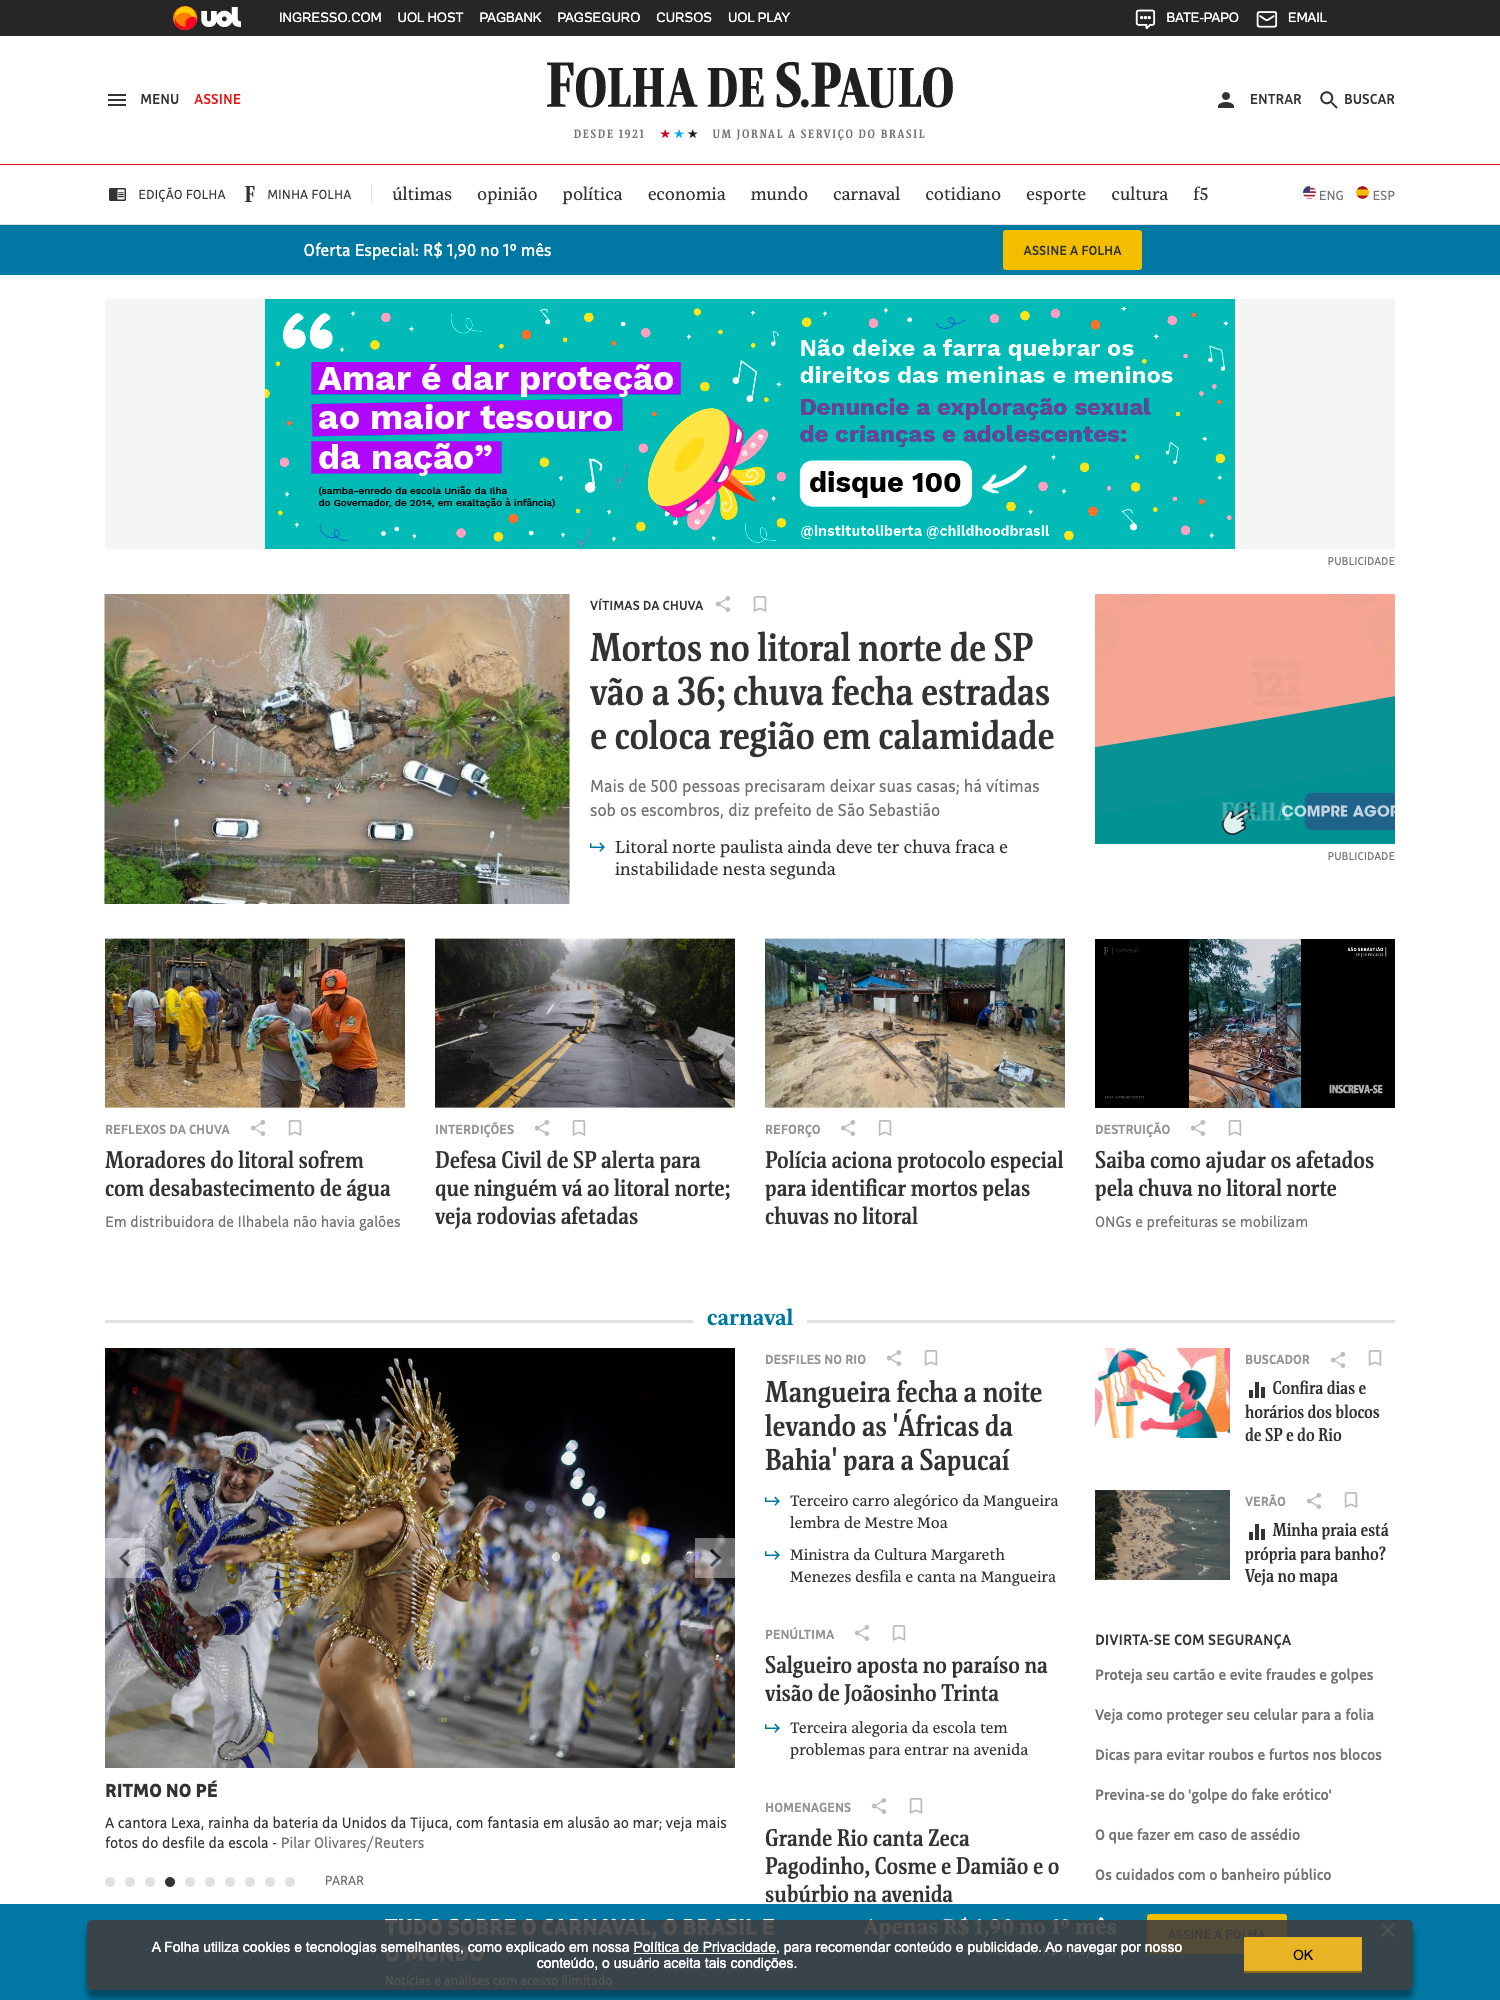 uol INGRESSO.COM UOL HOST PAGBANK PAGSEGURO CURSOS UOL PLAY BATE-PAPO EMAIL
MENU ASSINE FOLHA DE S.PAULO ENTRAR BUSCAR
DESDE 1921 ★★★ UM JORNAL A SERVIÇO DO BRASIL
EDIÇÃO FOLHA F MINHA FOLHA últimas opinião política economia mundo carnaval cotidiano esporte cultura f5 ENG ESP
Oferta Especial: R$ 1,90 no 1º mês ASSINE A FOLHA
“Amar é dar proteção
ao maior tesouro
da nação”
(samba-enredo da escola União da Ilha
do Governador, de 2014, em exaltação à infância)
Não deixe a farra quebrar os
direitos das meninas e meninos
Denuncie a exploração sexual
de crianças e adolescentes:
disque 100
@institutoliberta @childhoodbrasil
PUBLICIDADE
VÍTIMAS DA CHUVA
Mortos no litoral norte de SP
vão a 36; chuva fecha estradas
e coloca região em calamidade
Mais de 500 pessoas precisaram deixar suas casas; há vítimas
sob os escombros, diz prefeito de São Sebastião
Litoral norte paulista ainda deve ter chuva fraca e
instabilidade nesta segunda
12x
FOLHA COMPRE AGOR
PUBLICIDADE
REFLEXOS DA CHUVA
Moradores do litoral sofrem
com desabastecimento de água
Em distribuidora de Ilhabela não havia galões
INTERDIÇÕES
Defesa Civil de SP alerta para
que ninguém vá ao litoral norte;
veja rodovias afetadas
REFORÇO
Polícia aciona protocolo especial
para identificar mortos pelas
chuvas no litoral
SÃO SEBASTIÃO
INSCREVA-SE
DESTRUIÇÃO
Saiba como ajudar os afetados
pela chuva no litoral norte
ONGs e prefeituras se mobilizam
carnaval
RITMO NO PÉ
A cantora Lexa, rainha da bateria da Unidos da Tijuca, com fantasia em alusão ao mar; veja mais
fotos do desfile da escola - Pilar Olivares/Reuters
PARAR
DESFILES NO RIO
Mangueira fecha a noite
levando as 'Áfricas da
Bahia' para a Sapucaí
Terceiro carro alegórico da Mangueira
lembra de Mestre Moa
Ministra da Cultura Margareth
Menezes desfila e canta na Mangueira
PENÚLTIMA
Salgueiro aposta no paraíso na
visão de Joãosinho Trinta
Terceira alegoria da escola tem
problemas para entrar na avenida
HOMENAGENS
Grande Rio canta Zeca
Pagodinho, Cosme e Damião e o
subúrbio na avenida
BUSCADOR
Confira dias e
horários dos blocos
de SP e do Rio
VERÃO
Minha praia está
própria para banho?
Veja no mapa
DIVIRTA-SE COM SEGURANÇA
Proteja seu cartão e evite fraudes e golpes
Veja como proteger seu celular para a folia
Dicas para evitar roubos e furtos nos blocos
Previna-se do 'golpe do fake erótico'
O que fazer em caso de assédio
Os cuidados com o banheiro público
TUDO SOBRE O CARNAVAL, O BRASIL E
O MUNDO
Notícias e análises com acesso ilimitado
Apenas R$ 1,90 no 1º mês
ASSINE A FOLHA
A Folha utiliza cookies e tecnologias semelhantes, como explicado em nossa Política de Privacidade, para recomendar conteúdo e publicidade. Ao navegar por nosso
conteúdo, o usuário aceita tais condições.
OK